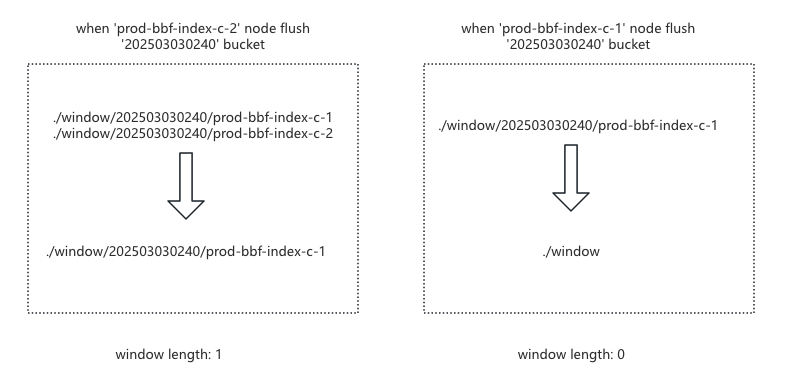 when 'prod-bbf-index-c-2' node flush
'202503030240' bucket
./window/202503030240/prod-bbf-index-c-1
./window/202503030240/prod-bbf-index-c-2
./window/202503030240/prod-bbf-index-c-1
window length: 1
when 'prod-bbf-index-c-1' node flush
'202503030240' bucket
./window/202503030240/prod-bbf-index-c-1
./window
window length: 0